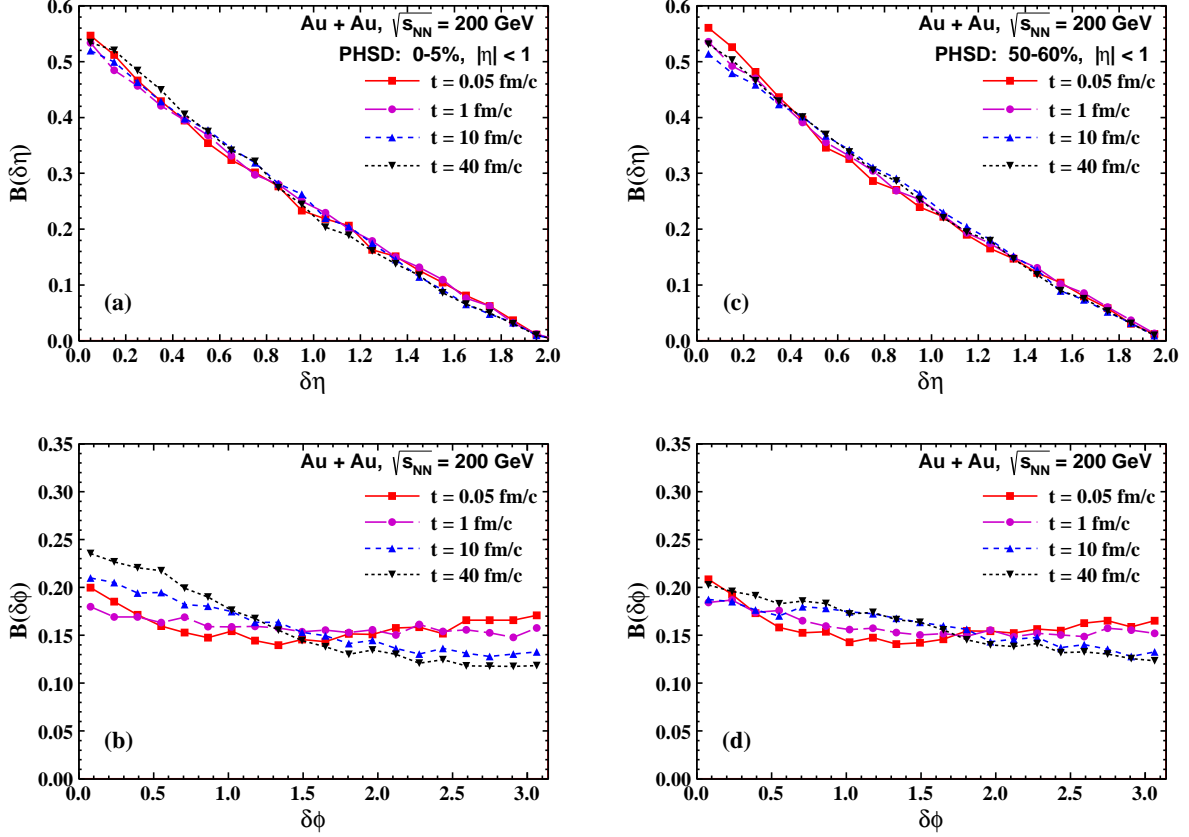 Au + Au, √sNN = 200 GeV
PHSD: 0-5%, |η| < 1
t = 0.05 fm/c
t = 1 fm/c
t = 10 fm/c
t = 40 fm/c
B(δη)
0.6
0.5
0.4
0.3
0.2
0.1
0.0
(a)
0.0 0.2 0.4 0.6 0.8 1.0 1.2 1.4 1.6 1.8 2.0
δη
Au + Au, √sNN = 200 GeV
PHSD: 50-60%, |η| < 1
t = 0.05 fm/c
t = 1 fm/c
t = 10 fm/c
t = 40 fm/c
B(δη)
0.6
0.5
0.4
0.3
0.2
0.1
0.0
(c)
0.0 0.2 0.4 0.6 0.8 1.0 1.2 1.4 1.6 1.8 2.0
δη
Au + Au, √sNN = 200 GeV
t = 0.05 fm/c
t = 1 fm/c
t = 10 fm/c
t = 40 fm/c
B(δϕ)
0.35
0.30
0.25
0.20
0.15
0.10
0.05
0.00
(b)
0.0 0.5 1.0 1.5 2.0 2.5 3.0
δϕ
Au + Au, √sNN = 200 GeV
t = 0.05 fm/c
t = 1 fm/c
t = 10 fm/c
t = 40 fm/c
B(δϕ)
0.35
0.30
0.25
0.20
0.15
0.10
0.05
0.00
(d)
0.0 0.5 1.0 1.5 2.0 2.5 3.0
δϕ